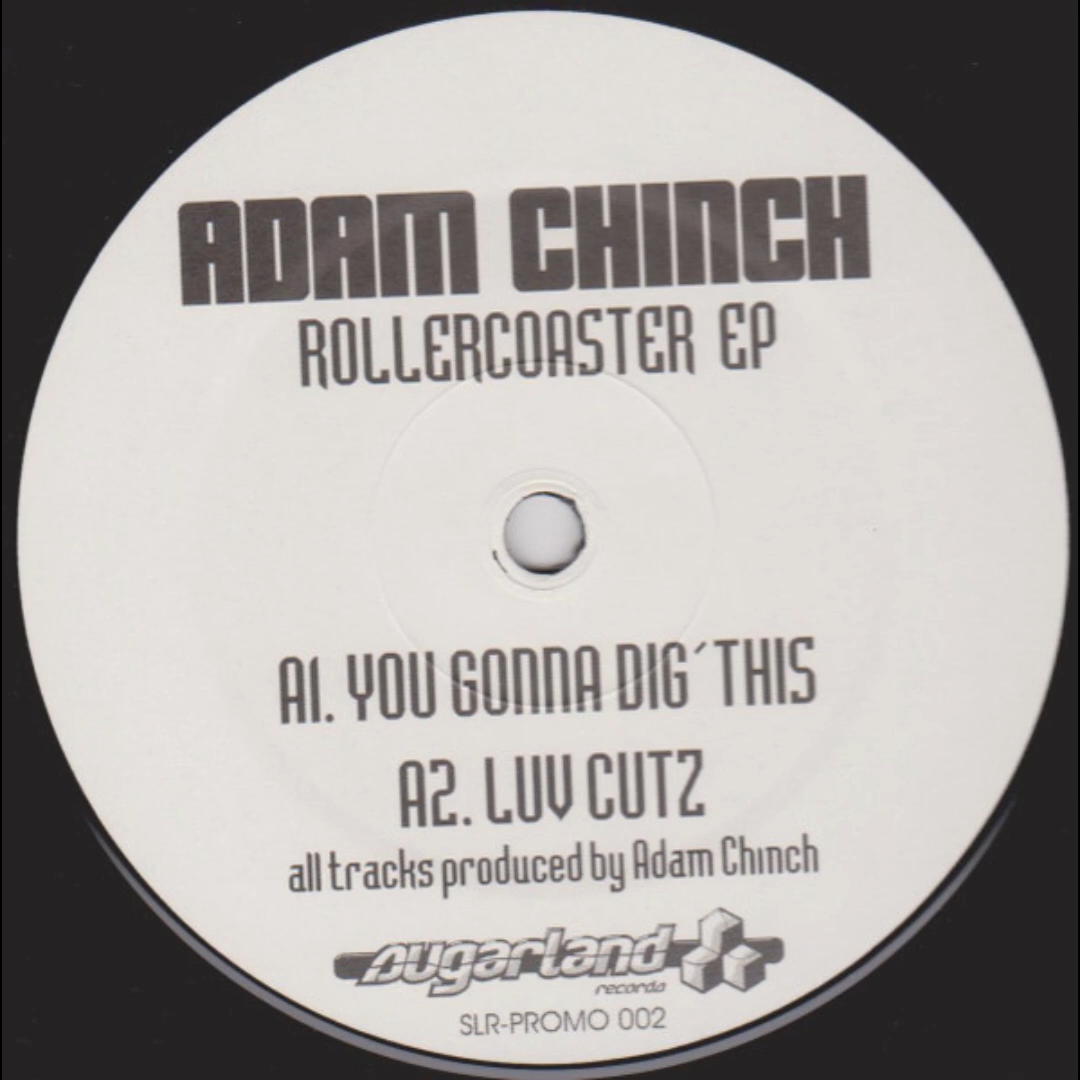 ADAM CHINCH
ROLLERCOASTER EP
A1. YOU GONNA DIG´THIS
A2. LUV CUTZ
all tracks produced by Adam Chinch
sugarland
records
SLR-PROMO 002